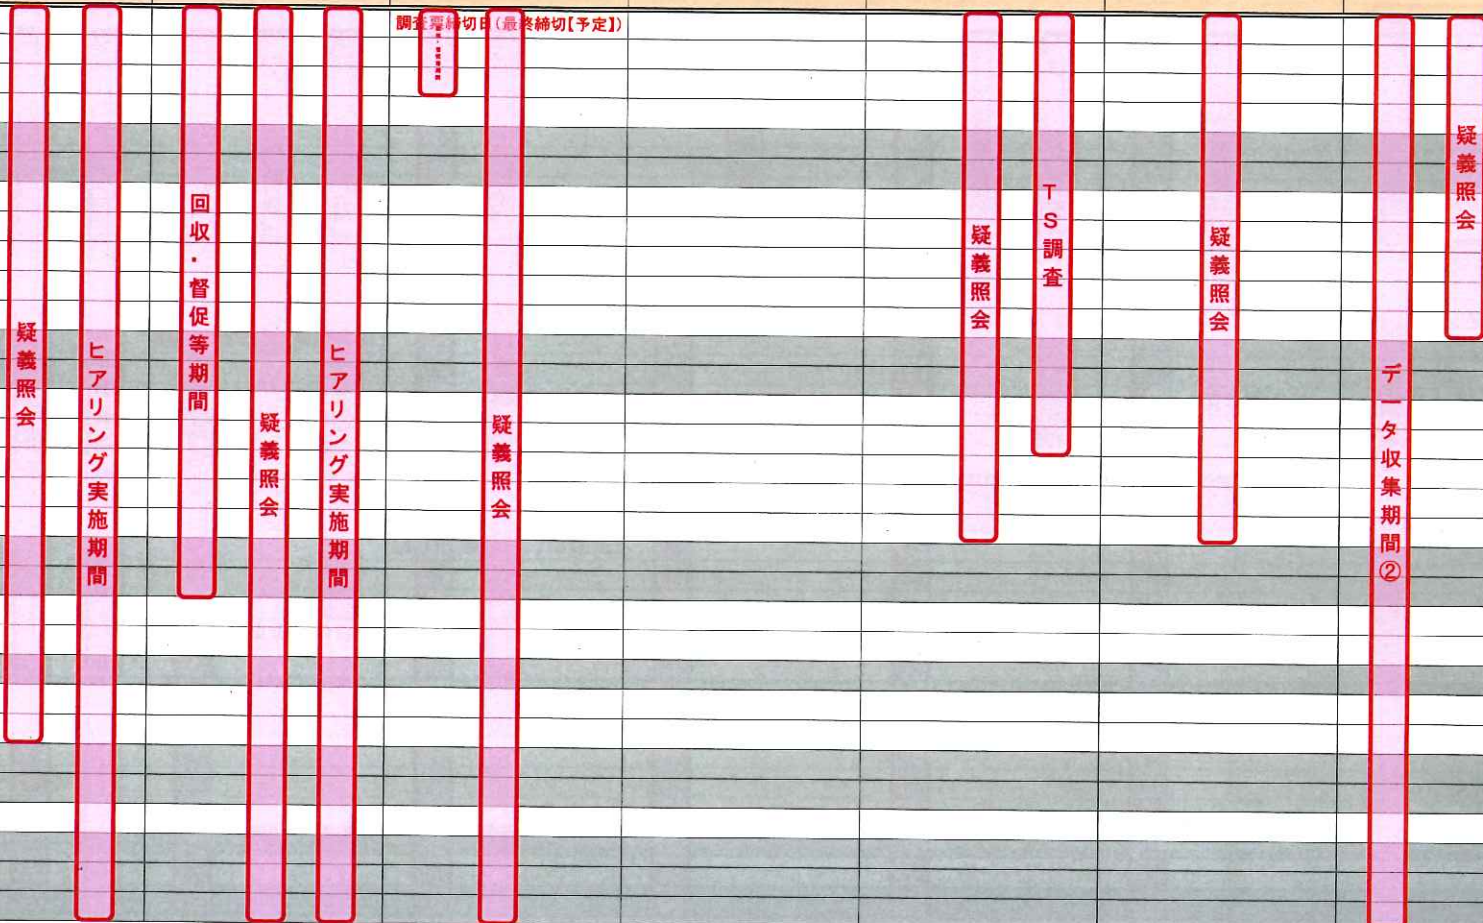 調査票締切日(最終締切【予定】)
疑義照会
ヒアリング実施期間
回収・督促等期間
疑義照会
ヒアリング実施期間
疑義照会
疑義照会
TS調査
疑義照会
データ収集期間②
疑義照会